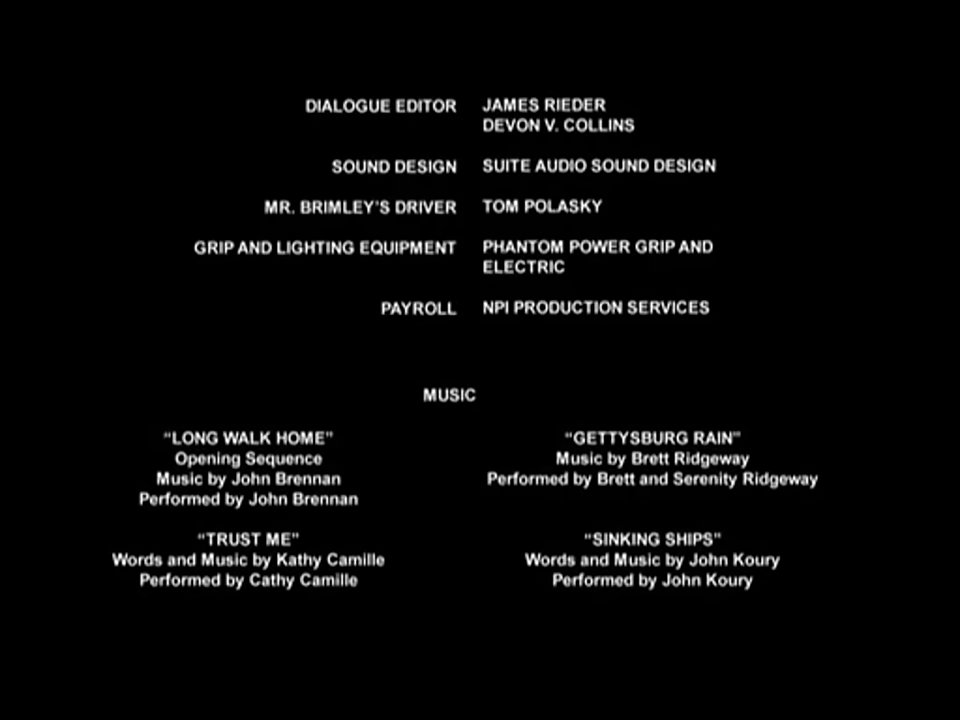 DIALOGUE EDITOR JAMES RIEDER
DEVON V. COLLINS
SOUND DESIGN SUITE AUDIO SOUND DESIGN
MR. BRIMLEY'S DRIVER TOM POLASKY
GRIP AND LIGHTING EQUIPMENT PHANTOM POWER GRIP AND
ELECTRIC
PAYROLL NPI PRODUCTION SERVICES
MUSIC
“LONG WALK HOME”
Opening Sequence
Music by John Brennan
Performed by John Brennan
“GETTYSBURG RAIN”
Music by Brett Ridgeway
Performed by Brett and Serenity Ridgeway
“TRUST ME”
Words and Music by Kathy Camille
Performed by Cathy Camille
“SINKING SHIPS”
Words and Music by John Koury
Performed by John Koury